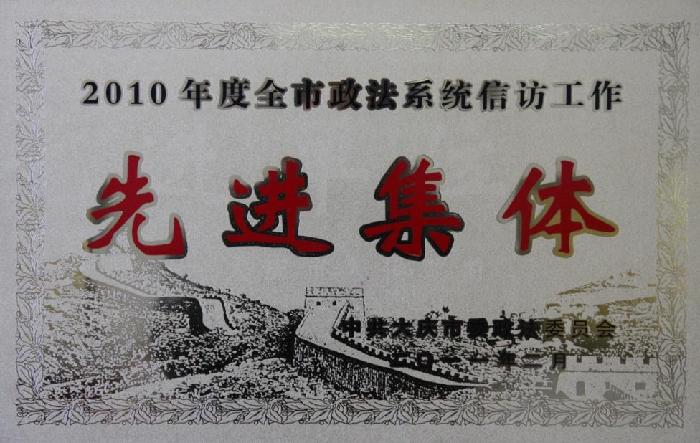 2010年度全市政法系统信访工作
先进集体
中共大庆市委政法委员会
二〇一一年一月